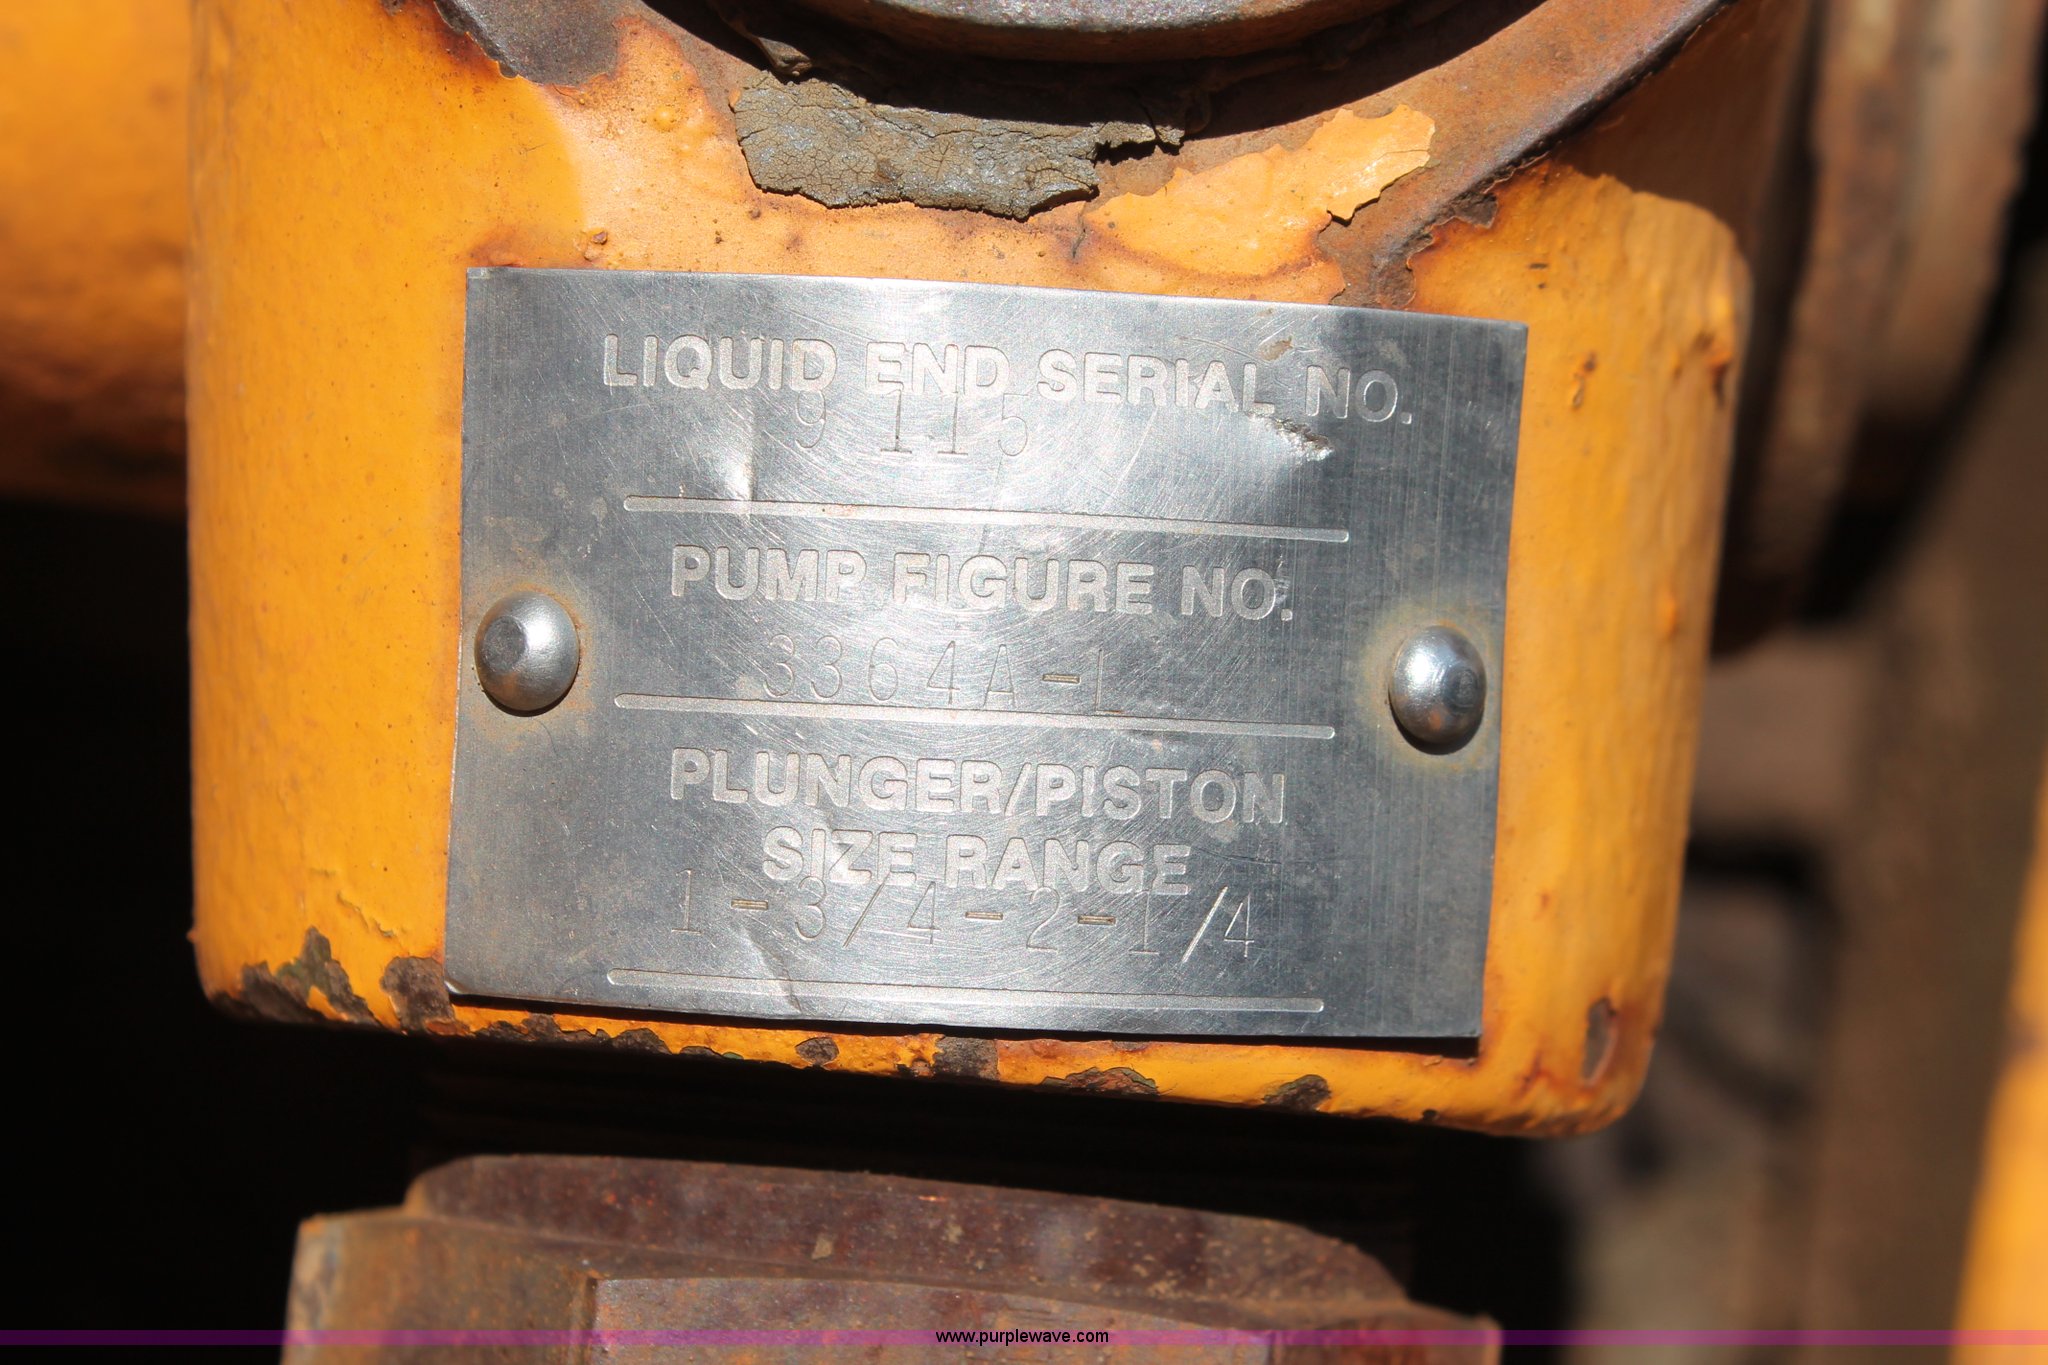 LIQUID END SERIAL NO.
9 115
PUMP FIGURE NO.
3364A-L
PLUNGER/PISTON
SIZE RANGE
1-3/4-2-1/4
www.purplewave.com